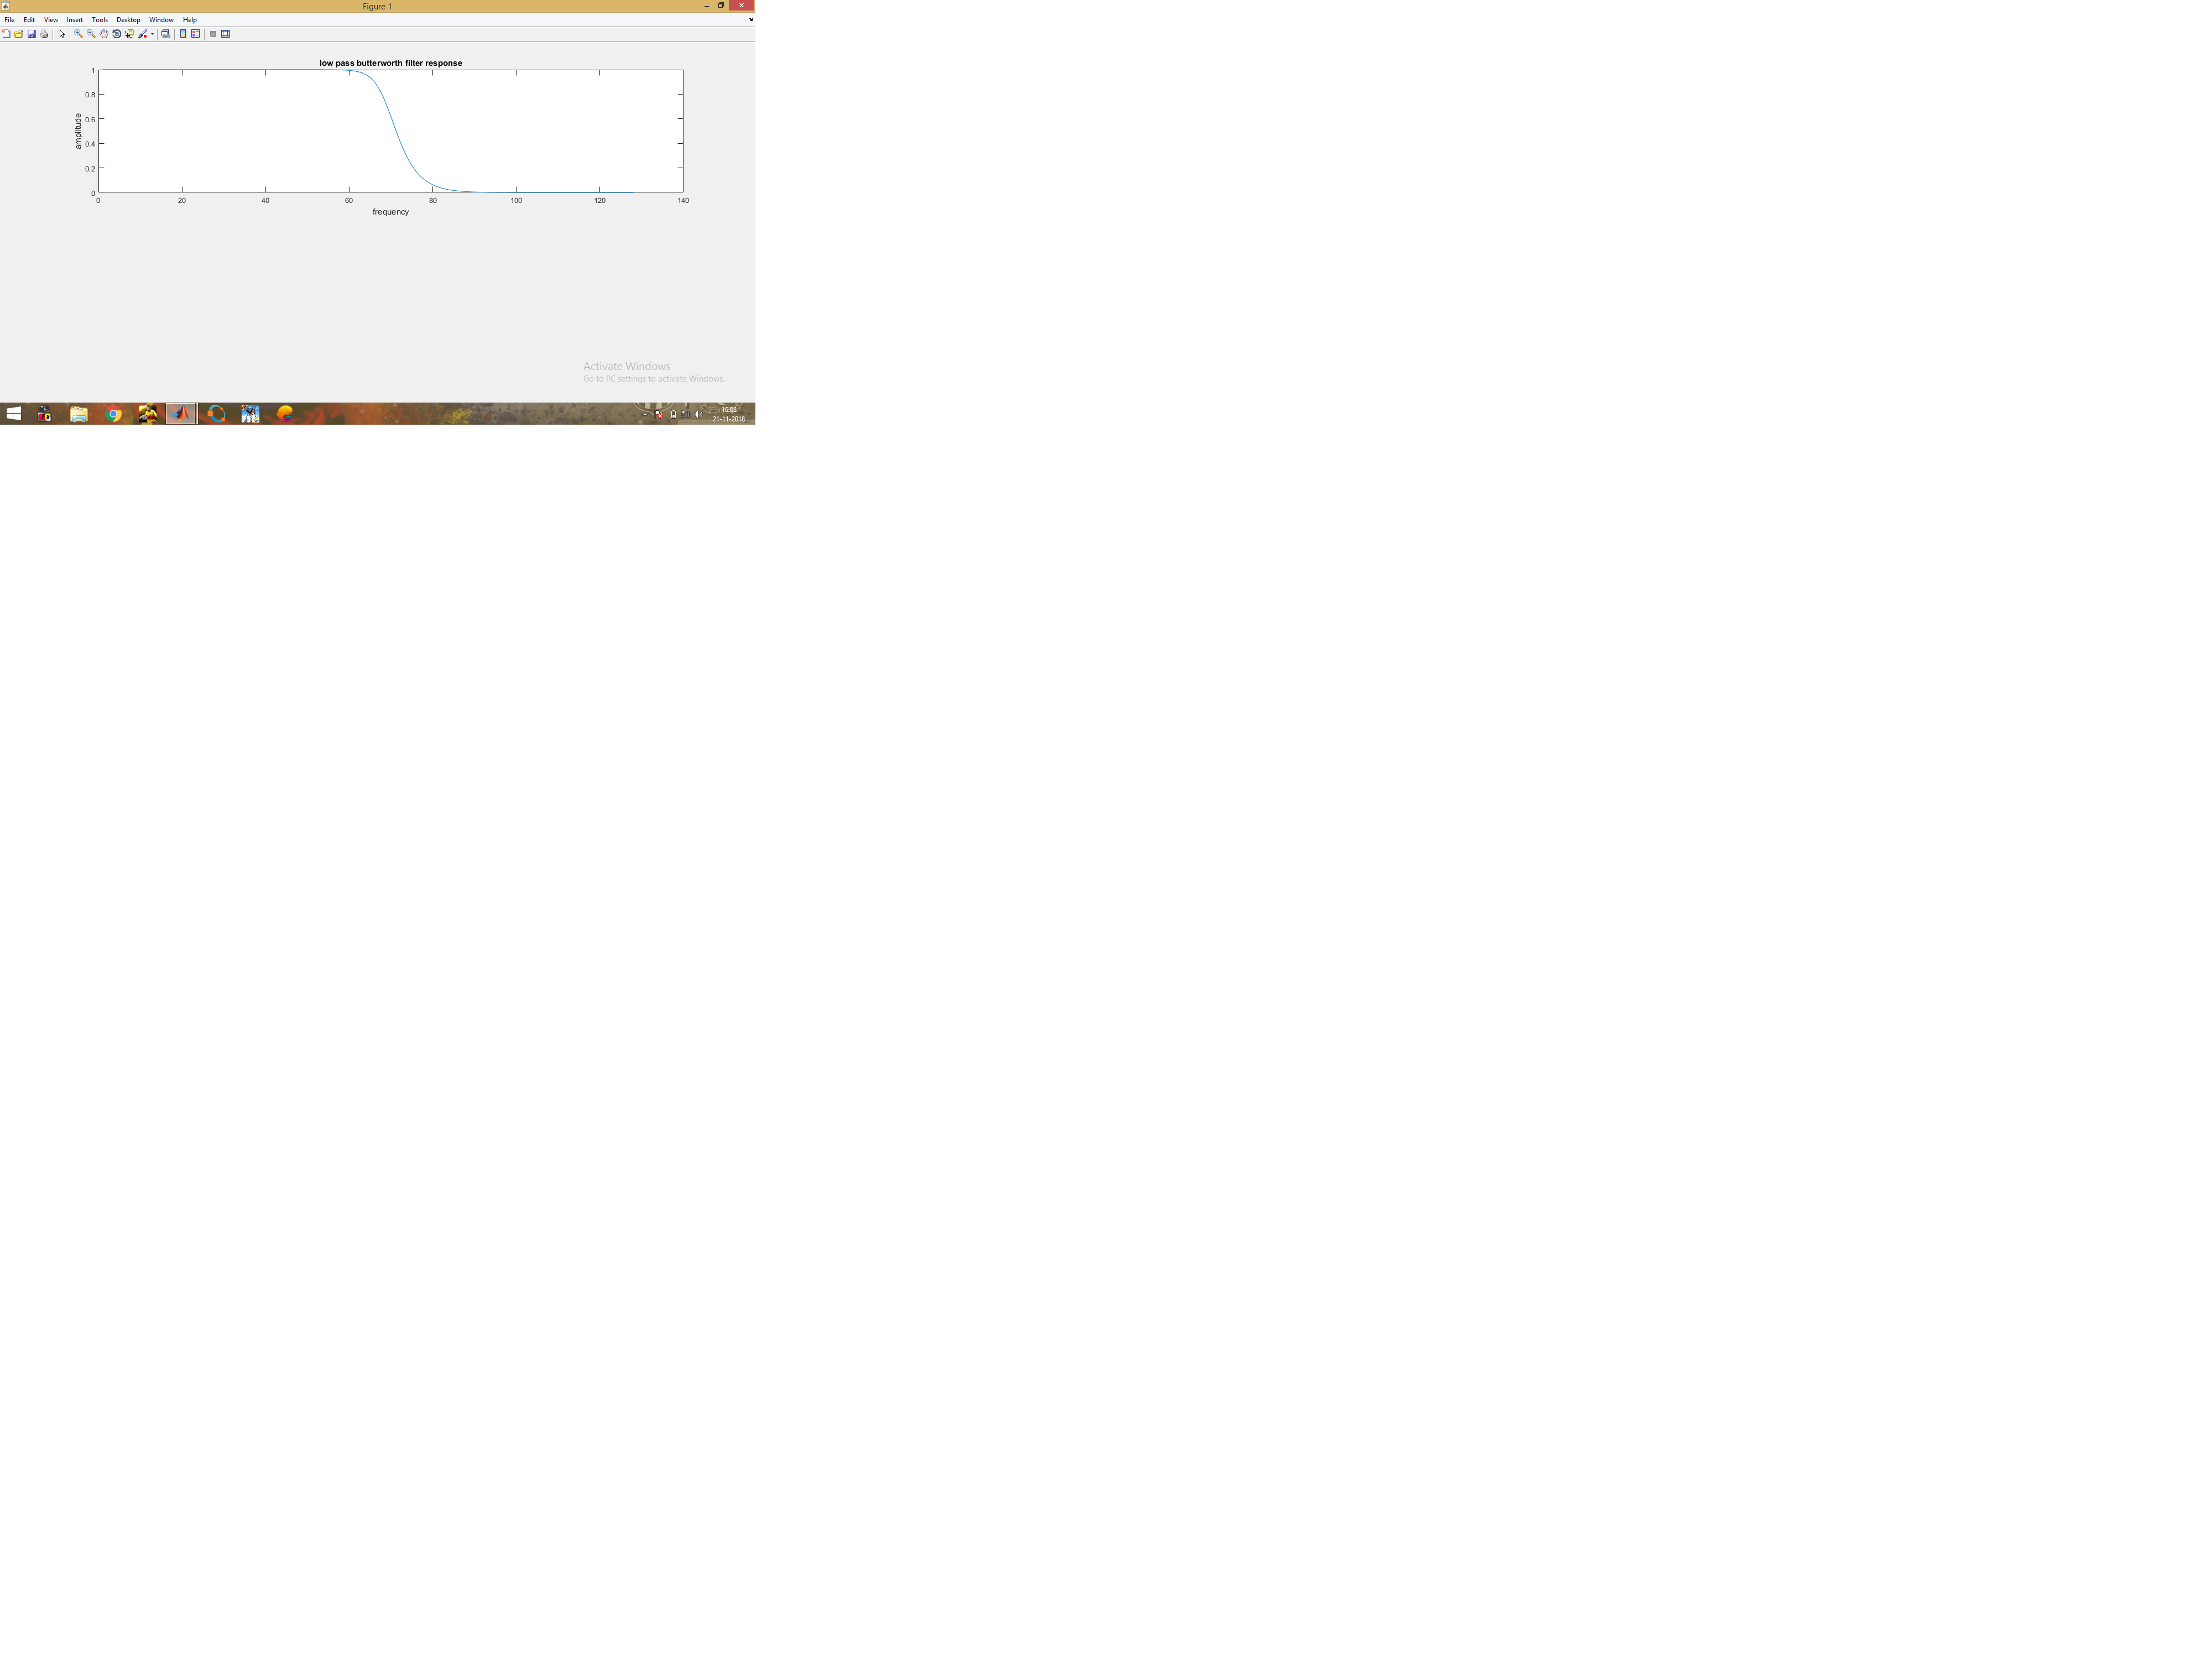 Figure 1
File Edit View Insert Tools Desktop Window Help
low pass butterworth filter response
1
0.8
0.6
0.4
0.2
0
amplitude
0 20 40 60 80 100 120 140
frequency
Activate Windows
Go to PC settings to activate Windows.
16:08
21-11-2018